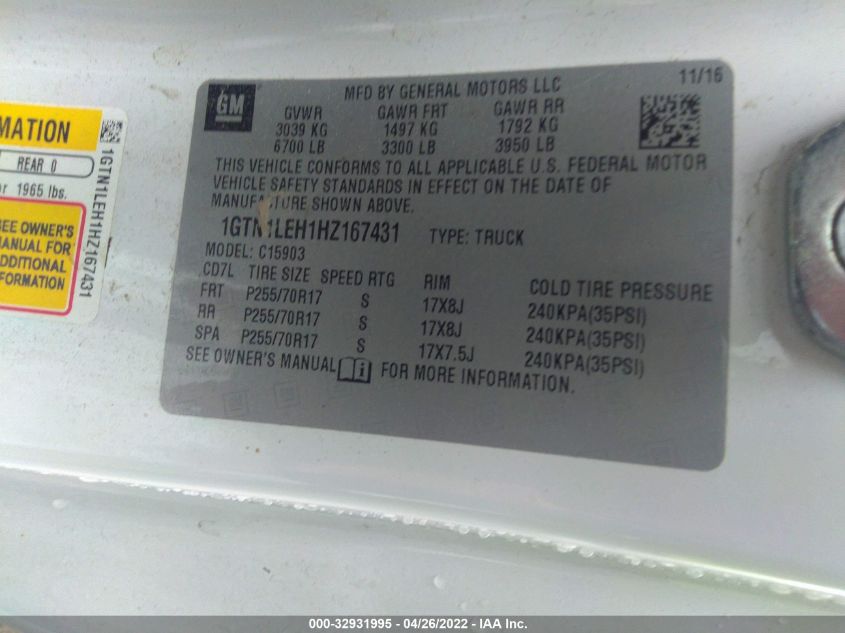 MATION
REAR 0
or 1965 lbs.
SEE OWNER'S
MANUAL FOR
ADDITIONAL
INFORMATION
1GTN1LEH1HZ167431
GM
MFD BY GENERAL MOTORS LLC
11/16
GVWR GAWR FRT GAWR RR
3039 KG 1497 KG 1792 KG
6700 LB 3300 LB 3950 LB
THIS VEHICLE CONFORMS TO ALL APPLICABLE U.S. FEDERAL MOTOR
VEHICLE SAFETY STANDARDS IN EFFECT ON THE DATE OF
MANUFACTURE SHOWN ABOVE.
1GTN1LEH1HZ167431 TYPE: TRUCK
MODEL: C15903
CD7L TIRE SIZE SPEED RTG RIM COLD TIRE PRESSURE
FRT P255/70R17 S 17X8J 240KPA(35PSI)
RR P255/70R17 S 17X8J 240KPA(35PSI)
SPA P255/70R17 S 17X7.5J 240KPA(35PSI)
SEE OWNER'S MANUAL i FOR MORE INFORMATION.
000-32931995 - 04/26/2022 - IAA Inc.